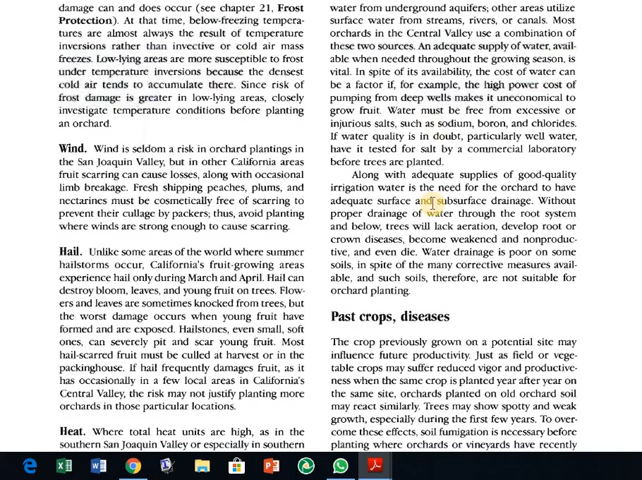 damage can and does occur (see chapter 21, Frost
Protection). At that time, below-freezing tempera-
tures are almost always the result of temperature
inversions rather than invective or cold air mass
freezes. Low-lying areas are more susceptible to frost
under temperature inversions because the densest
cold air tends to accumulate there. Since risk of
frost damage is greater in low-lying areas, closely
investigate temperature conditions before planting
an orchard.
Wind. Wind is seldom a risk in orchard plantings in
the San Joaquin Valley, but in other California areas
fruit scarring can cause losses, along with occasional
limb breakage. Fresh shipping peaches, plums, and
nectarines must be cosmetically free of scarring to
prevent their cullage by packers; thus, avoid planting
where winds are strong enough to cause scarring.
Hail. Unlike some areas of the world where summer
hailstorms occur, California's fruit-growing areas
experience hail only during March and April. Hail can
destroy bloom, leaves, and young fruit on trees. Flow-
ers and leaves are sometimes knocked from trees, but
the worst damage occurs when young fruit have
formed and are exposed. Hailstones, even small, soft
ones, can severely pit and scar young fruit. Most
hail-scarred fruit must be culled at harvest or in the
packinghouse. If hail frequently damages fruit, as it
has occasionally in a few local areas in California's
Central Valley, the risk may not justify planting more
orchards in those particular locations.
Heat. Where total heat units are high, as in the
southern San Joaquin Valley or especially in southern
water from underground aquifers; other areas utilize
surface water from streams, rivers, or canals. Most
orchards in the Central Valley use a combination of
these two sources. An adequate supply of water, avail-
able when needed throughout the growing season, is
vital. In spite of its availability, the cost of water can
be a factor if, for example, the high power cost of
pumping from deep wells makes it uneconomical to
grow fruit. Water must be free from excessive or
injurious salts, such as sodium, boron, and chlorides.
If water quality is in doubt, particularly well water,
have it tested for salt by a commercial laboratory
before trees are planted.
Along with adequate supplies of good-quality
irrigation water is the need for the orchard to have
adequate surface and subsurface drainage. Without
proper drainage of water through the root system
and below, trees will lack aeration, develop root or
crown diseases, become weakened and nonproduc-
tive, and even die. Water drainage is poor on some
soils, in spite of the many corrective measures avail-
able, and such soils, therefore, are not suitable for
orchard planting.
Past crops, diseases
The crop previously grown on a potential site may
influence future productivity. Just as field or vege-
table crops may suffer reduced vigor and productive-
ness when the same crop is planted year after year on
the same site, orchards planted on old orchard soil
may react similarly. Trees may show spotty and weak
growth, especially during the first few years. To over-
come these effects, soil fumigation is necessary before
planting where orchards or vineyards have recently